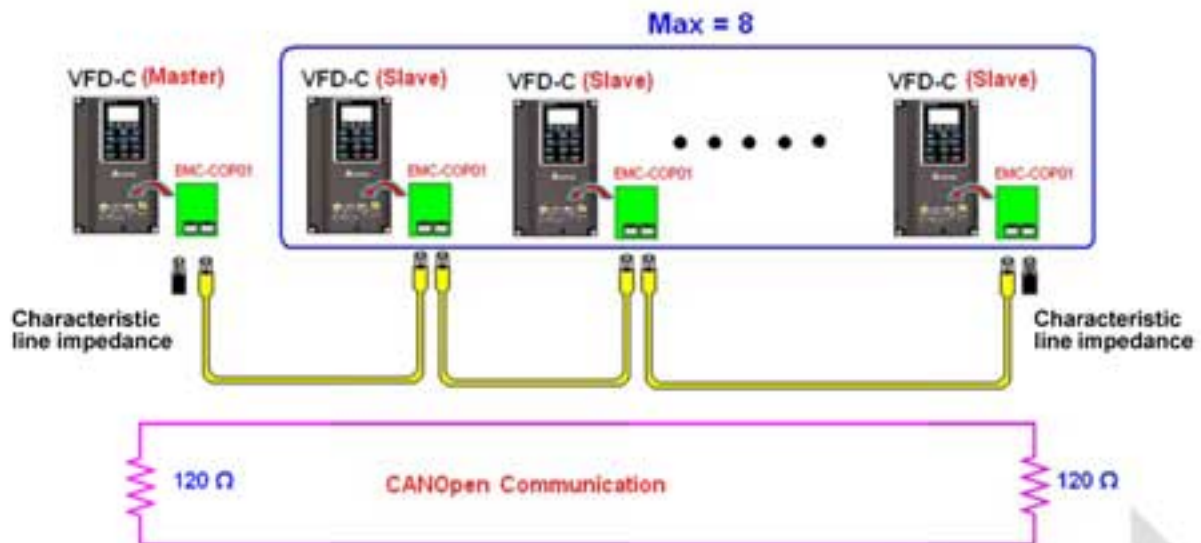 Max = 8
VFD-C (Master)
VFD-C (Slave)
VFD-C (Slave)
VFD-C (Slave)
EMC-COP01
EMC-COP01
EMC-COP01
EMC-COP01
Characteristic
line impedance
Characteristic
line impedance
120 Ω
CANOpen Communication
120 Ω